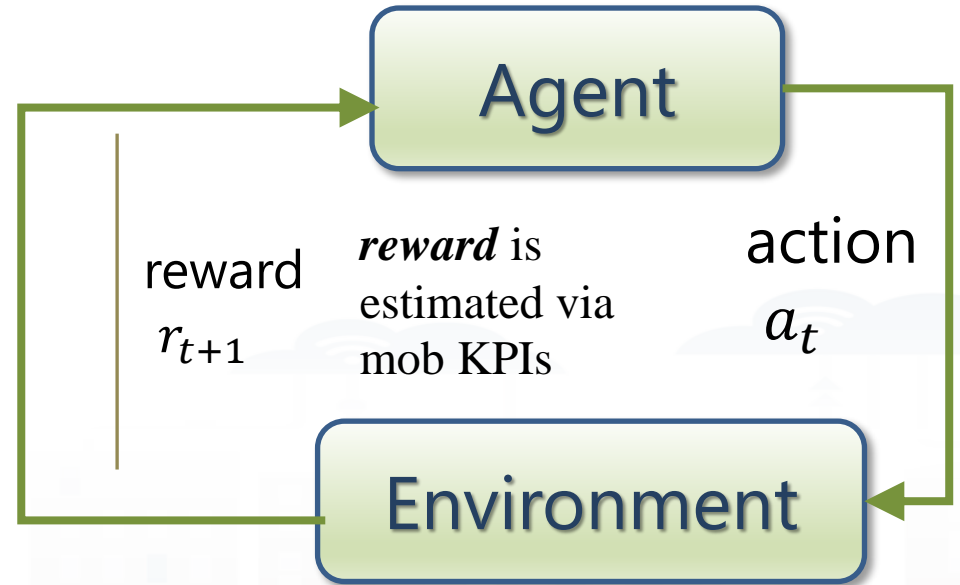 Agent
reward
r_{t+1}
reward is
estimated via
mob KPIs
action
a_t
Environment